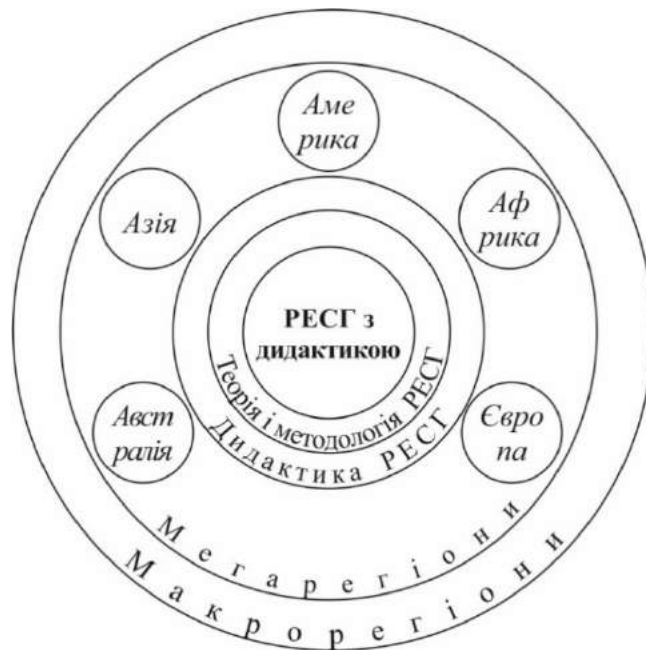 Аме
рика
Азія
Аф
рика
РЕСГ з
дидактикою
Теорія і методологія РЕСГ
Дидактика РЕСГ
Авст
ралія
Євро
па
Мегарегіони
Макрорегіони